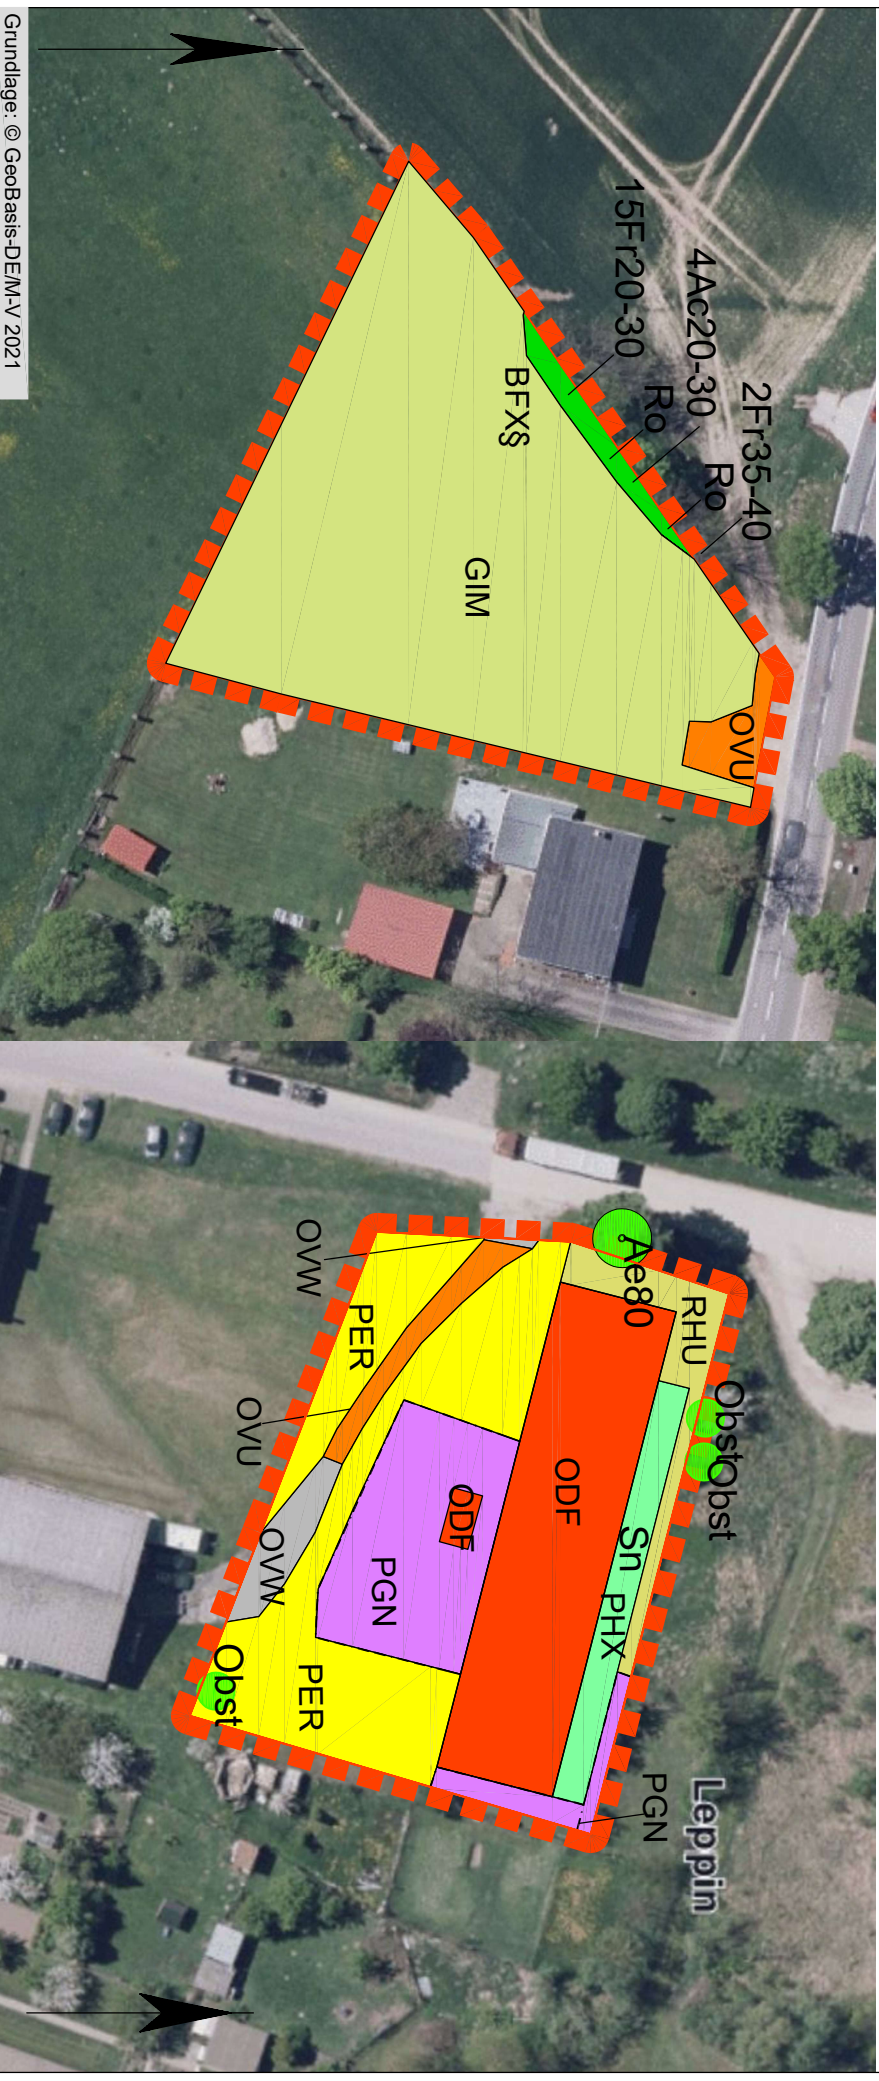 Grundlage: © GeoBasis-DE/M-V 2021
15Fr20-30
4Ac20-30
Ro
2Fr35-40
Ro
BFX§
GIM
OVU
Ae80
RHU
Obst
Obst
OVW
PER
OVU
ODF
ODF
Sn
PHX
PGN
OVW
PER
Obst
PGN
Leppin